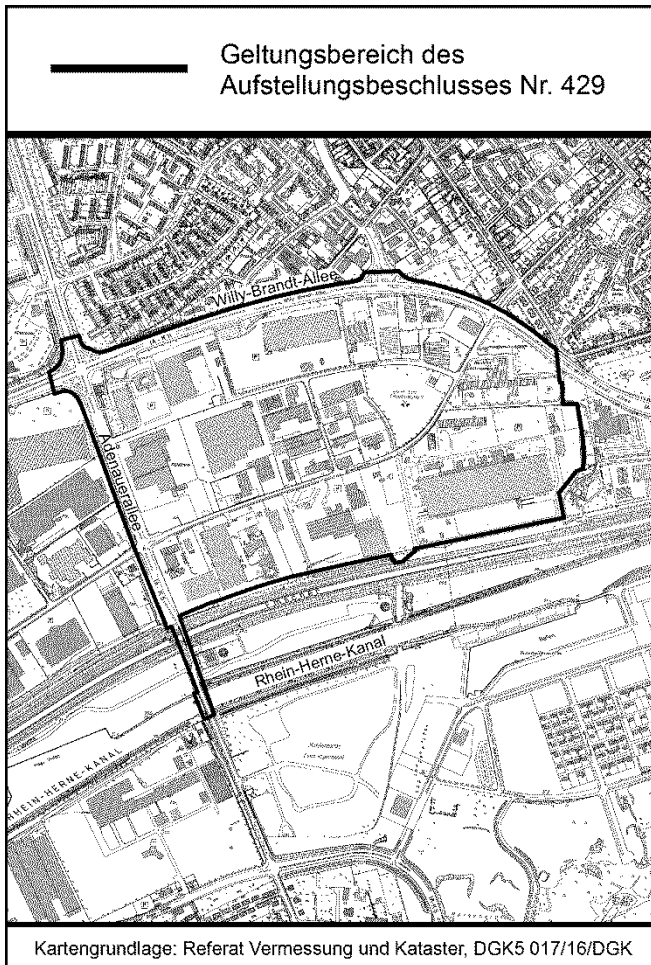 Geltungsbereich des
Aufstellungsbeschlusses Nr. 429
Willy-Brandt-Allee
Adenauerallee
Rhein-Herne-Kanal
RHEIN-HERNE-KANAL
Kartengrundlage: Referat Vermessung und Kataster, DGK5 017/16/DGK